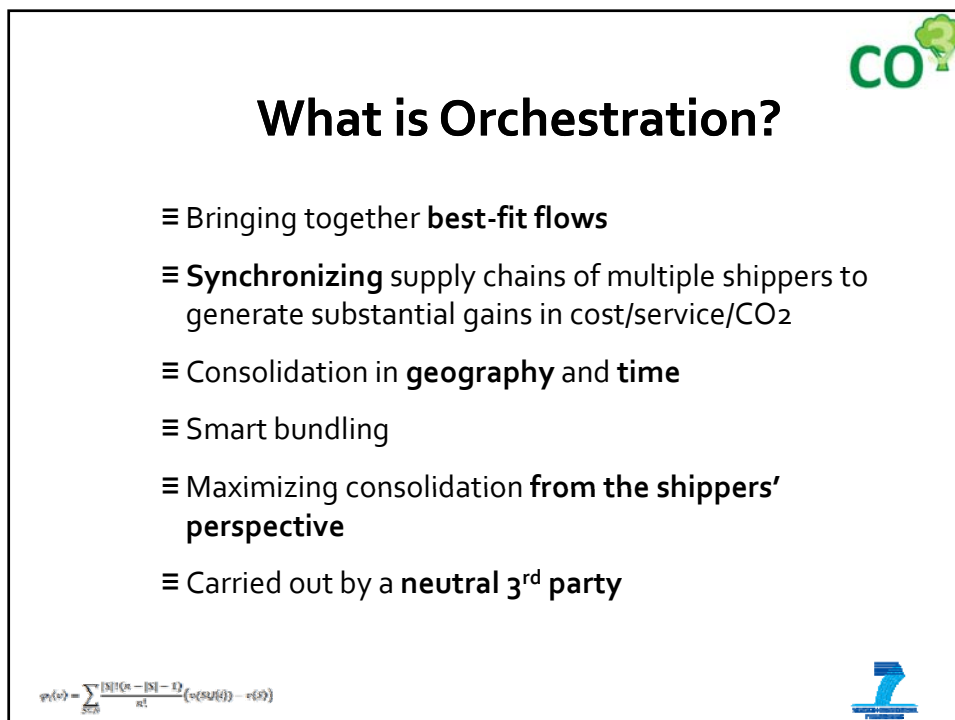 CO3
What is Orchestration?
≡ Bringing together best-fit flows
≡ Synchronizing supply chains of multiple shippers to
generate substantial gains in cost/service/CO2
≡ Consolidation in geography and time
≡ Smart bundling
≡ Maximizing consolidation from the shippers’
perspective
≡ Carried out by a neutral 3rd party